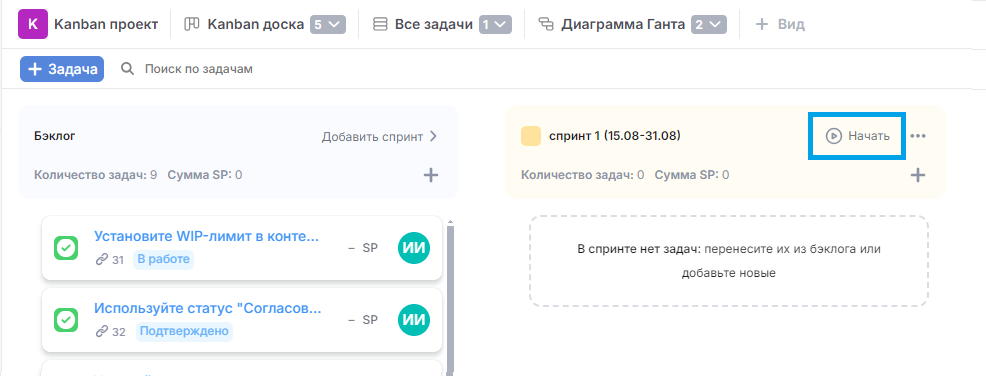 K Kanban проект Kanban доска 5 Все задачи 1 Диаграмма Ганта 2 + Вид
+ Задача Поиск по задачам
Бэклог Добавить спринт
Количество задач: 9 Сумма SP: 0
Установите WIP-лимит в конте...
31 В работе – SP ИИ
Используйте статус "Согласов...
32 Подтверждено – SP ИИ
спринт 1 (15.08-31.08) Начать
Количество задач: 0 Сумма SP: 0
В спринте нет задач: перенесите их из бэклога или
добавьте новые